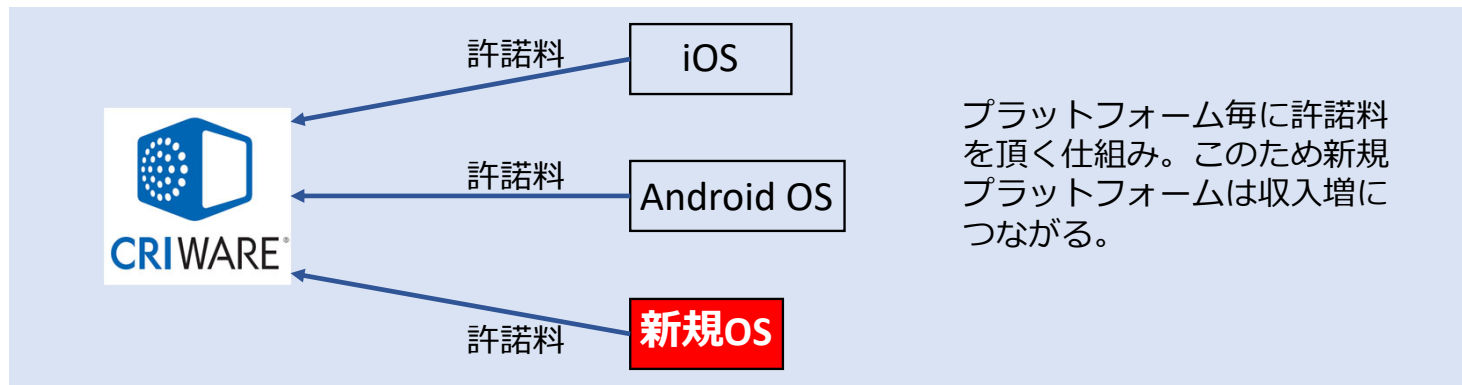 許諾料
iOS
プラットフォーム毎に許諾料
を頂く仕組み。このため新規
プラットフォームは収入増に
つながる。
許諾料
Android OS
CRIWARE®
許諾料
新規OS